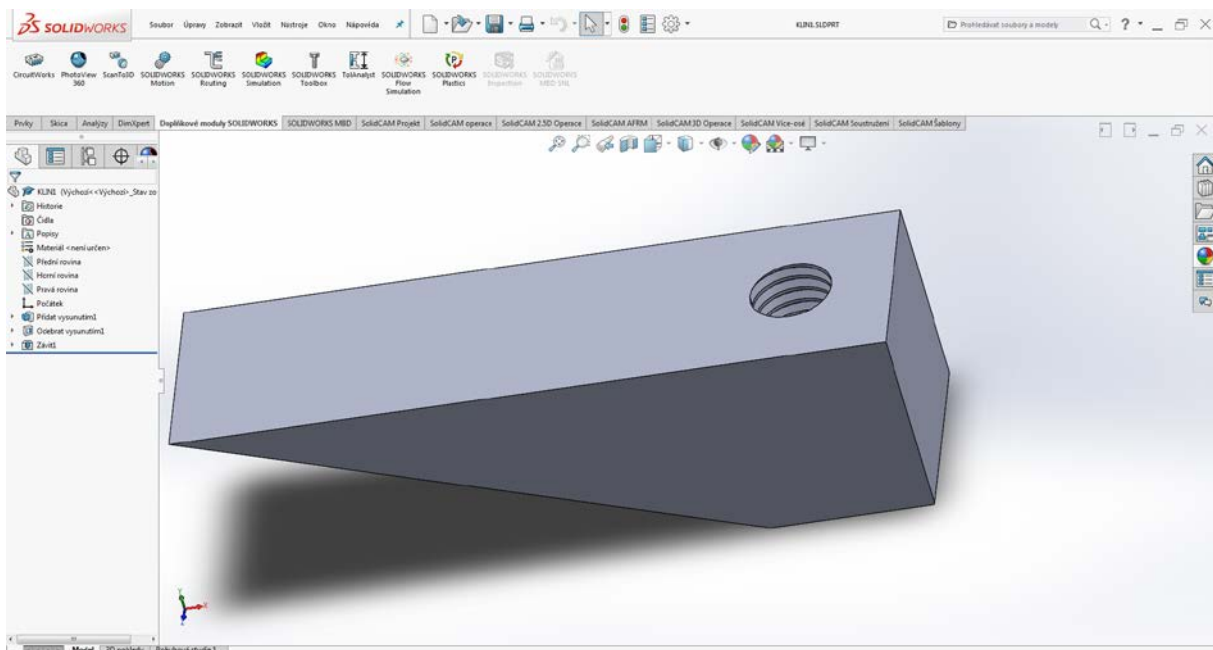 SOLIDWORKS Soubor Úpravy Zobrazit Vložit Nástroje Okno Nápověda KLIN1.SLDPRT Prohledávat soubory a modely
CircuitWorks PhotoView 360 ScanTo3D SOLIDWORKS Motion SOLIDWORKS Routing SOLIDWORKS Simulation SOLIDWORKS Toolbox TolAnalyst SOLIDWORKS Flow Simulation SOLIDWORKS Plastics SOLIDWORKS Inspection SOLIDWORKS MBD SNL
Prvky Skica Analýzy DimXpert Doplňkové moduly SOLIDWORKS SOLIDWORKS MBD SolidCAM Projekt SolidCAM operace SolidCAM 2.5D Operace SolidCAM AFRM SolidCAM 3D Operace SolidCAM Více-osé SolidCAM Soustružení SolidCAM Šablony
KLIN1 (Výchozí<<Výchozí>_Stav zo
Historie
Čidla
Popisy
Materiál <není určen>
Přední rovina
Horní rovina
Pravá rovina
Počátek
Přidat vysunutím1
Odebrat vysunutím1
Závit1
Y
X
Z
Model 3D pohledy Pohybová studie 1